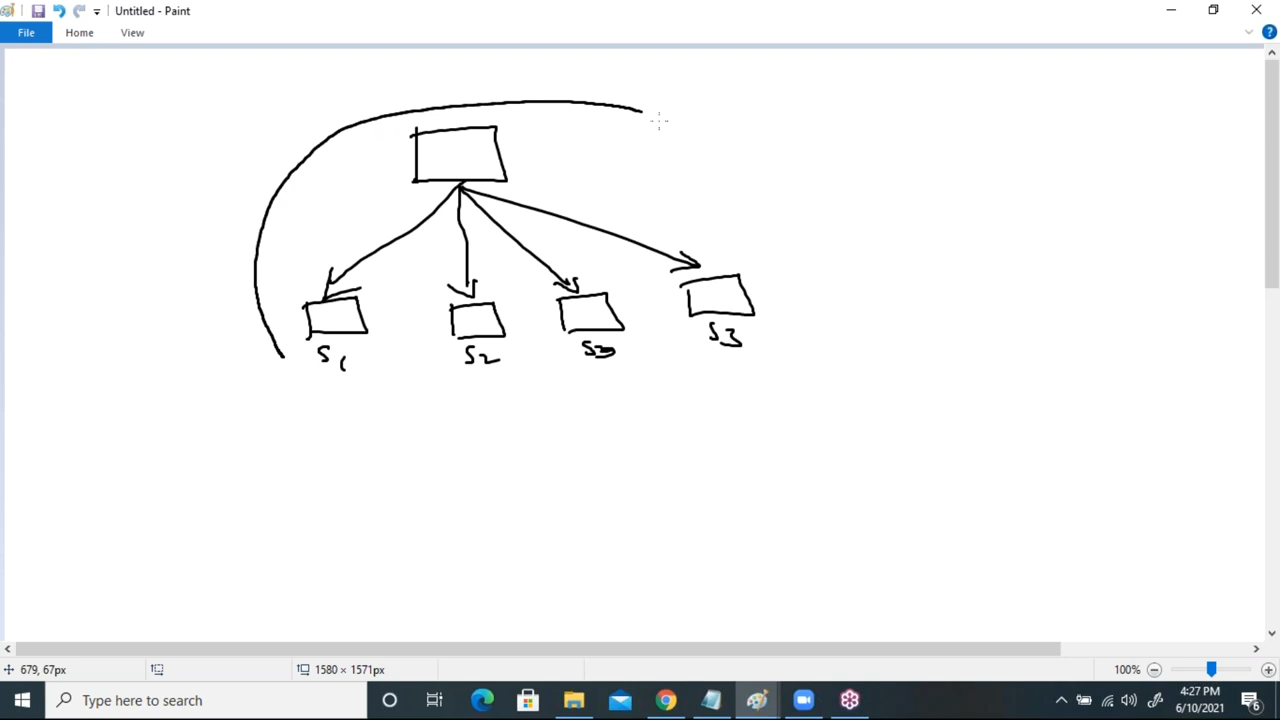 Untitled - Paint
File Home View
S1
S2
S3
679, 67px
1580 × 1571px
100%
Type here to search
4:27 PM
6/10/2021
6